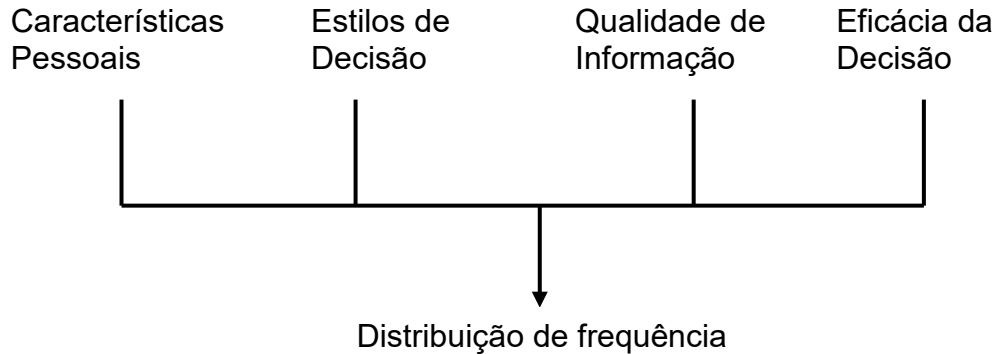 Características
Pessoais
Estilos de
Decisão
Qualidade de
Informação
Eficácia da
Decisão
Distribuição de frequência